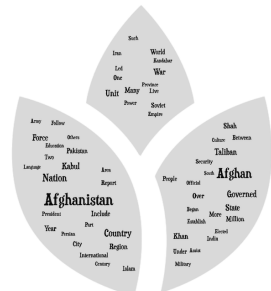 Such
Iran World
Kandahar
Led War
One
Province
Unit Many Live
Power Soviet
Empire
Army Follow
Force Others
Education
Two Pakistan
Language Kabul Area
Nation Report
Afghanistan
President Include
Year Part
Persian Country
City Region
International
Century Islam
Shah
Culture Between
Taliban
Security
People South Afghan
Official
Over Governed
Began State
More
Establish Million
Elected
Khan India
Under Amin
Military